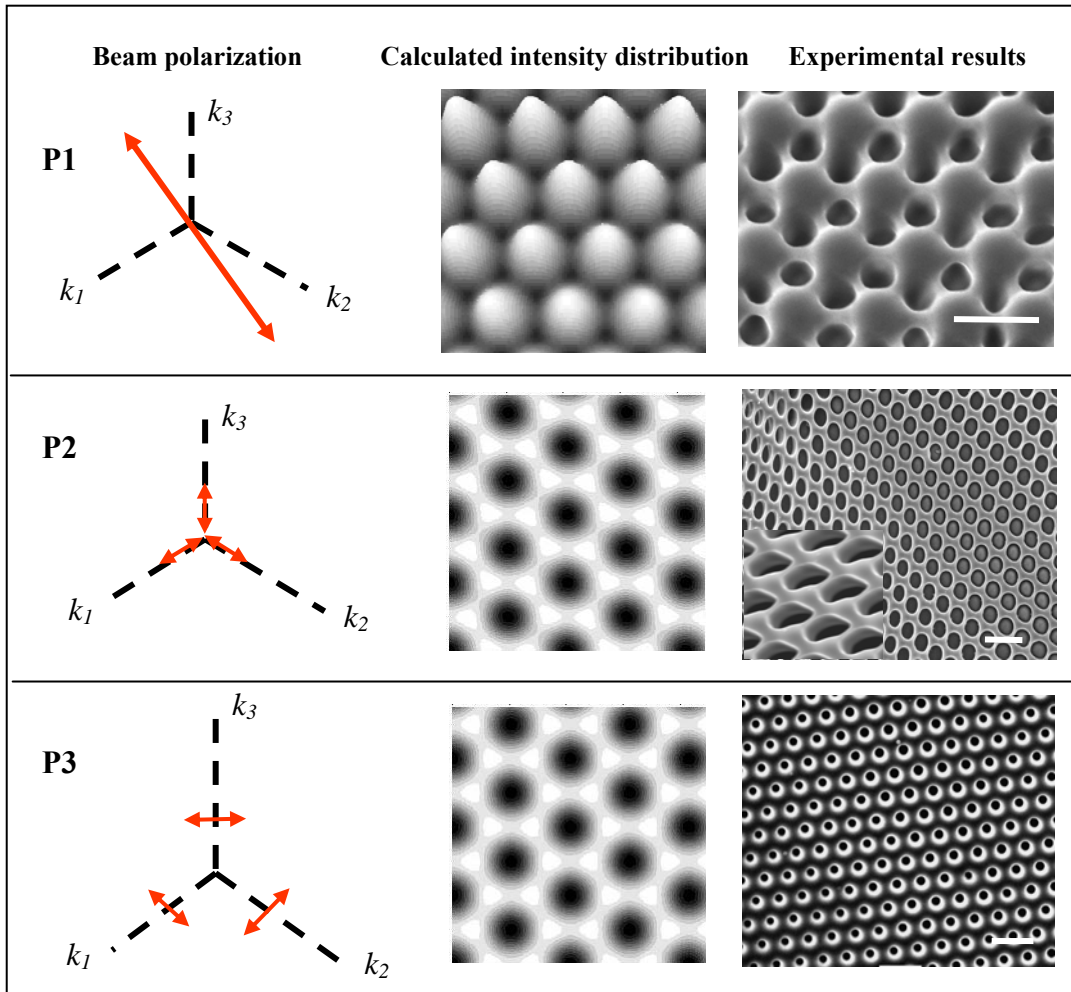 Beam polarization Calculated intensity distribution Experimental results
P1
k3
k1
k2
P2
k3
k1
k2
P3
k3
k1
k2